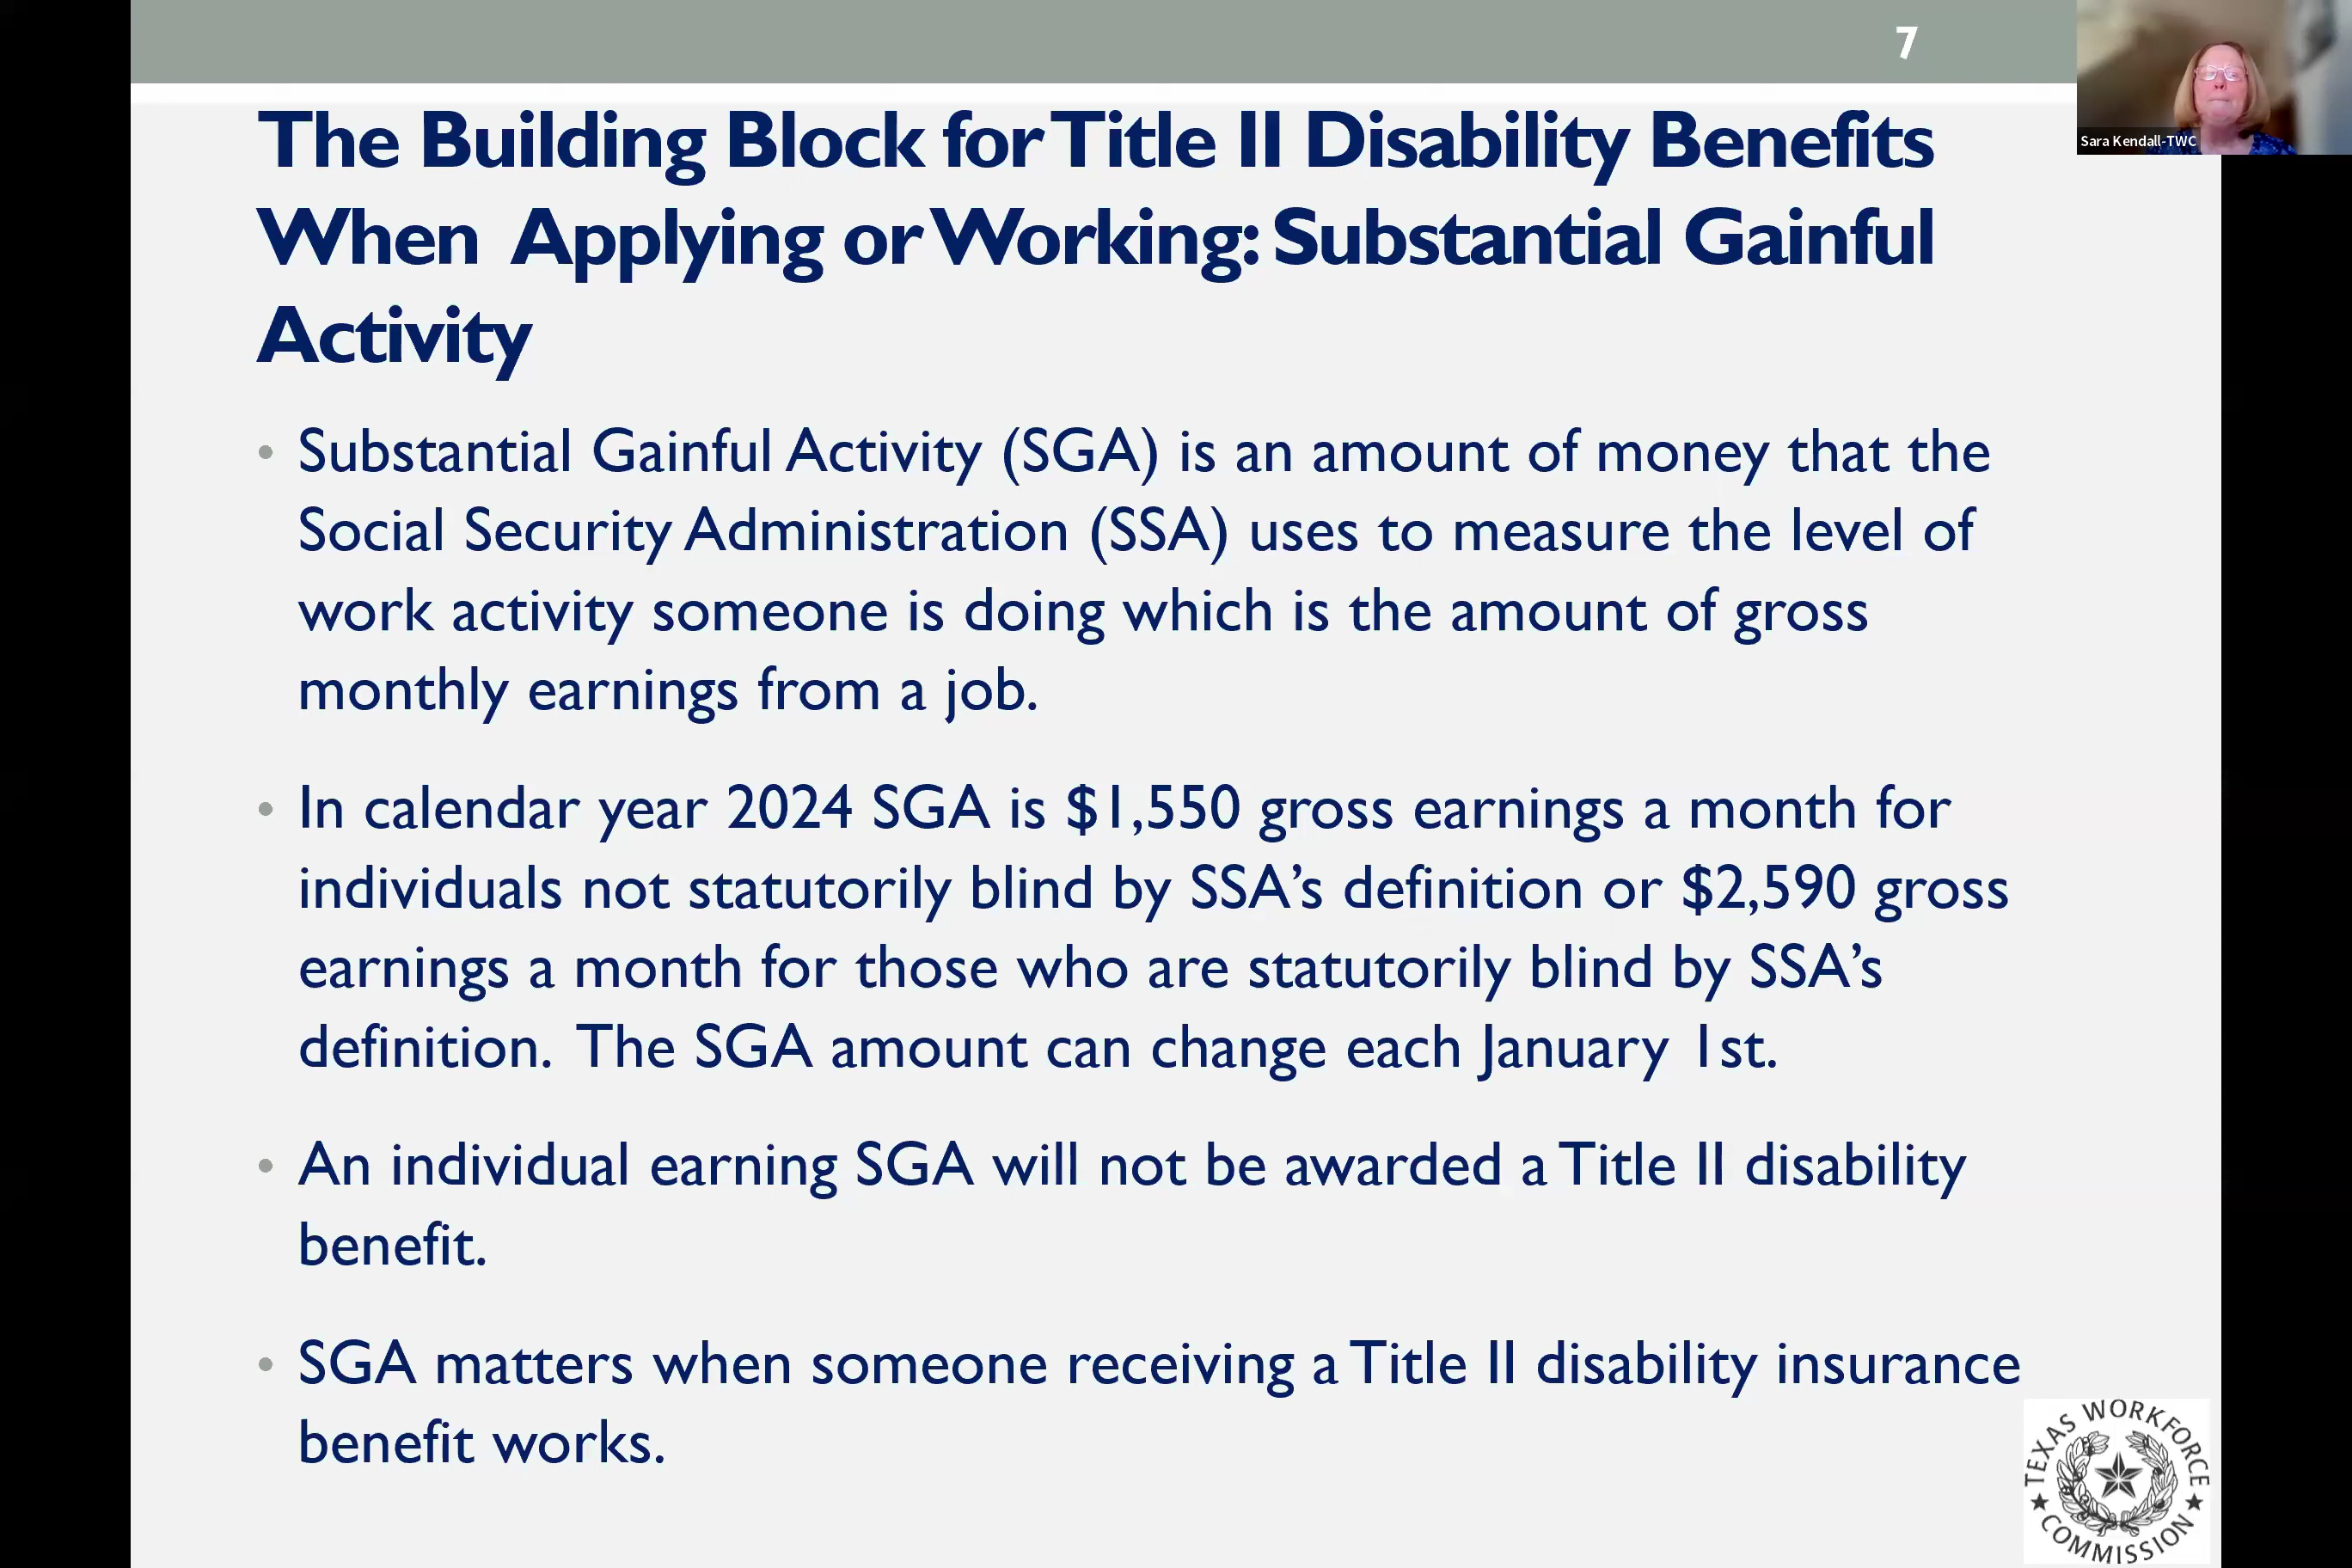 7
Sara Kendall-TWC
The Building Block for Title II Disability Benefits
When Applying or Working: Substantial Gainful
Activity
• Substantial Gainful Activity (SGA) is an amount of money that the
Social Security Administration (SSA) uses to measure the level of
work activity someone is doing which is the amount of gross
monthly earnings from a job.
• In calendar year 2024 SGA is $1,550 gross earnings a month for
individuals not statutorily blind by SSA’s definition or $2,590 gross
earnings a month for those who are statutorily blind by SSA’s
definition. The SGA amount can change each January 1st.
• An individual earning SGA will not be awarded a Title II disability
benefit.
• SGA matters when someone receiving a Title II disability insurance
benefit works.
TEXAS WORKFORCE
COMMISSION